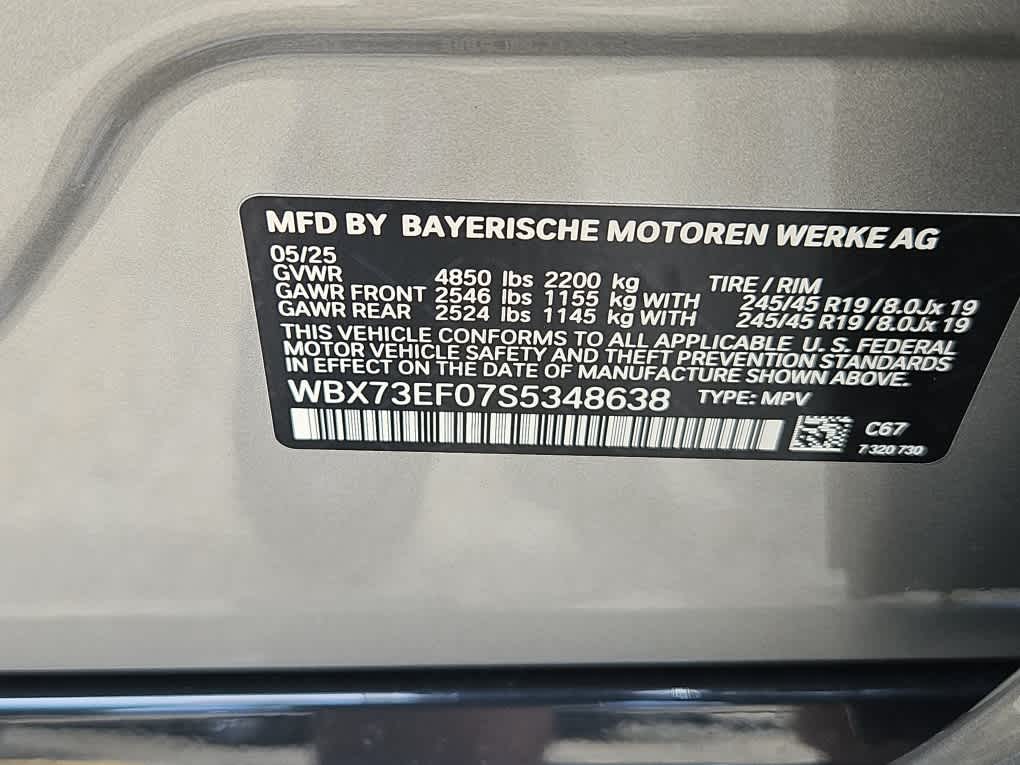 MFD BY BAYERISCHE MOTOREN WERKE AG
05/25
GVWR 4850 lbs 2200 kg TIRE / RIM
GAWR FRONT 2546 lbs 1155 kg WITH 245/45 R19 / 8.0Jx 19
GAWR REAR 2524 lbs 1145 kg WITH 245/45 R19 / 8.0Jx 19
THIS VEHICLE CONFORMS TO ALL APPLICABLE U. S. FEDERAL
MOTOR VEHICLE SAFETY AND THEFT PREVENTION STANDARDS
IN EFFECT ON THE DATE OF MANUFACTURE SHOWN ABOVE.
WBX73EF07S5348638 TYPE: MPV
C67
7 320 730